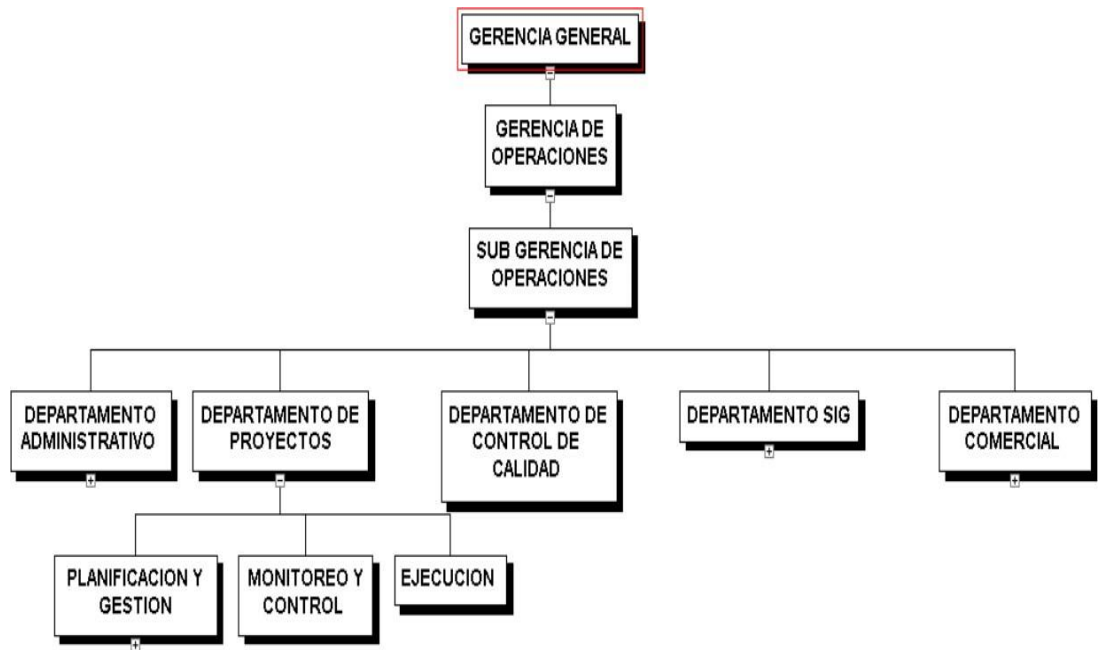 GERENCIA GENERAL
GERENCIA DE
OPERACIONES
SUB GERENCIA DE
OPERACIONES
DEPARTAMENTO
ADMINISTRATIVO
DEPARTAMENTO DE
PROYECTOS
DEPARTAMENTO DE
CONTROL DE
CALIDAD
DEPARTAMENTO SIG
DEPARTAMENTO
COMERCIAL
PLANIFICACION Y
GESTION
MONITOREO Y
CONTROL
EJECUCION